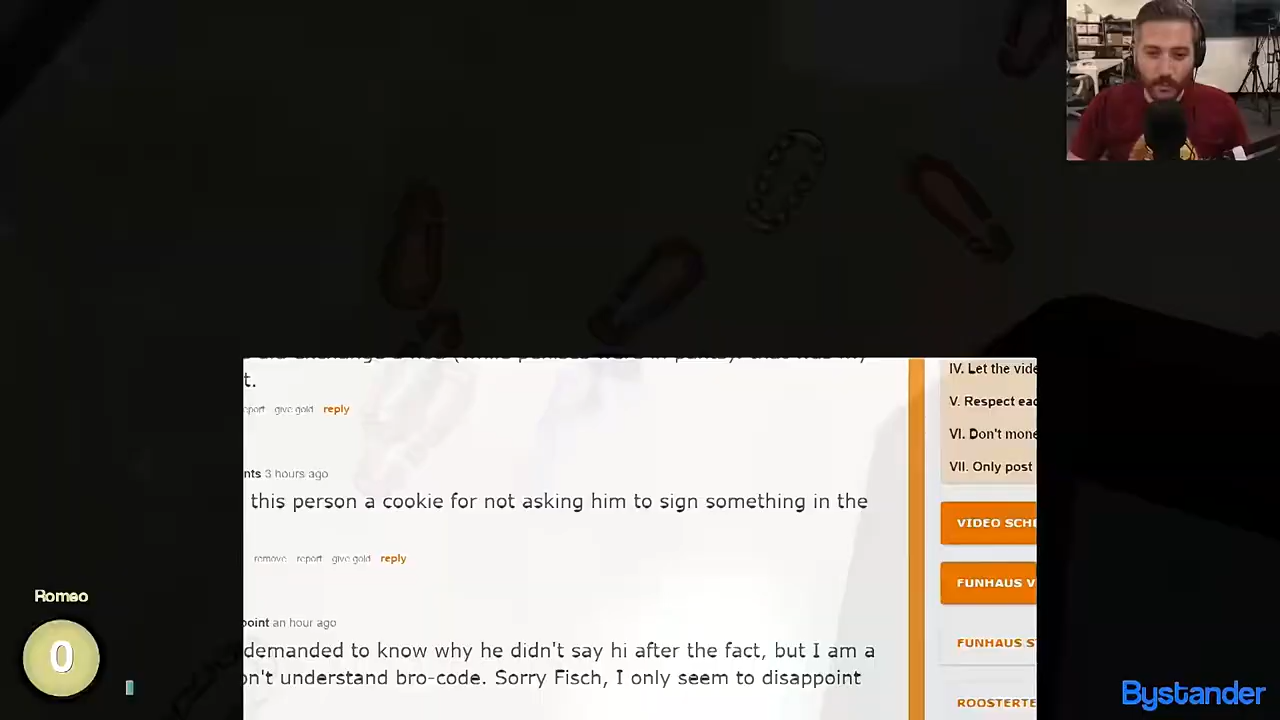 t.
port give gold reply
nts 3 hours ago
this person a cookie for not asking him to sign something in the
remove report give gold reply
point an hour ago
demanded to know why he didn't say hi after the fact, but I am a
on't understand bro-code. Sorry Fisch, I only seem to disappoint
IV. Let the vide
V. Respect eac
VI. Don't mone
VII. Only post
VIDEO SCHE
FUNHAUS V
FUNHAUS S
ROOSTERTE
Romeo
0
Bystander